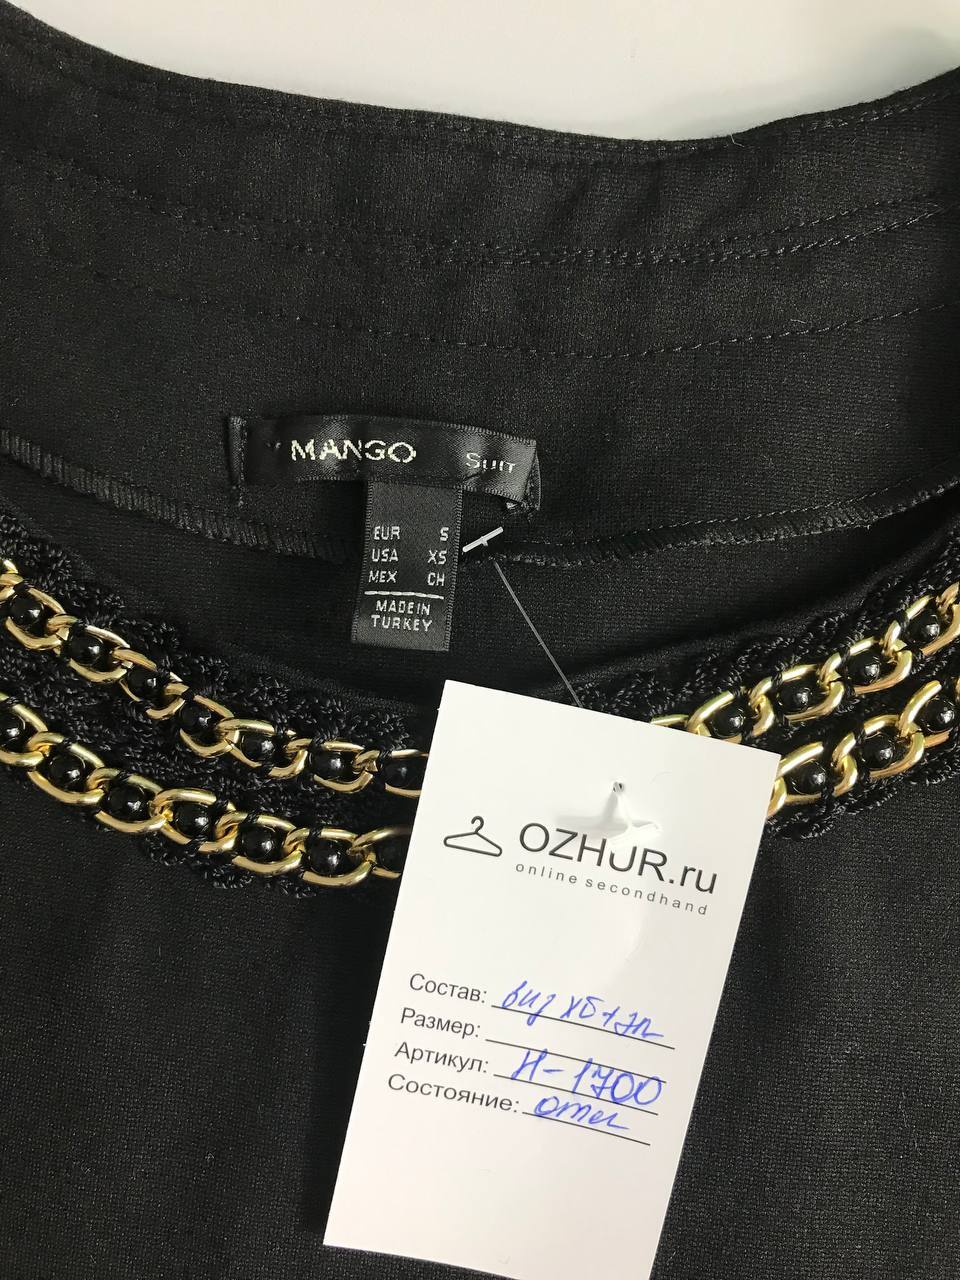 MANGO Suit
EUR S
USA XS
MEX CH
MADE IN
TURKEY
OZHUR.ru
online secondhand
Состав: виз хб+эл
Размер:
Артикул: Н-1700
Состояние: отл